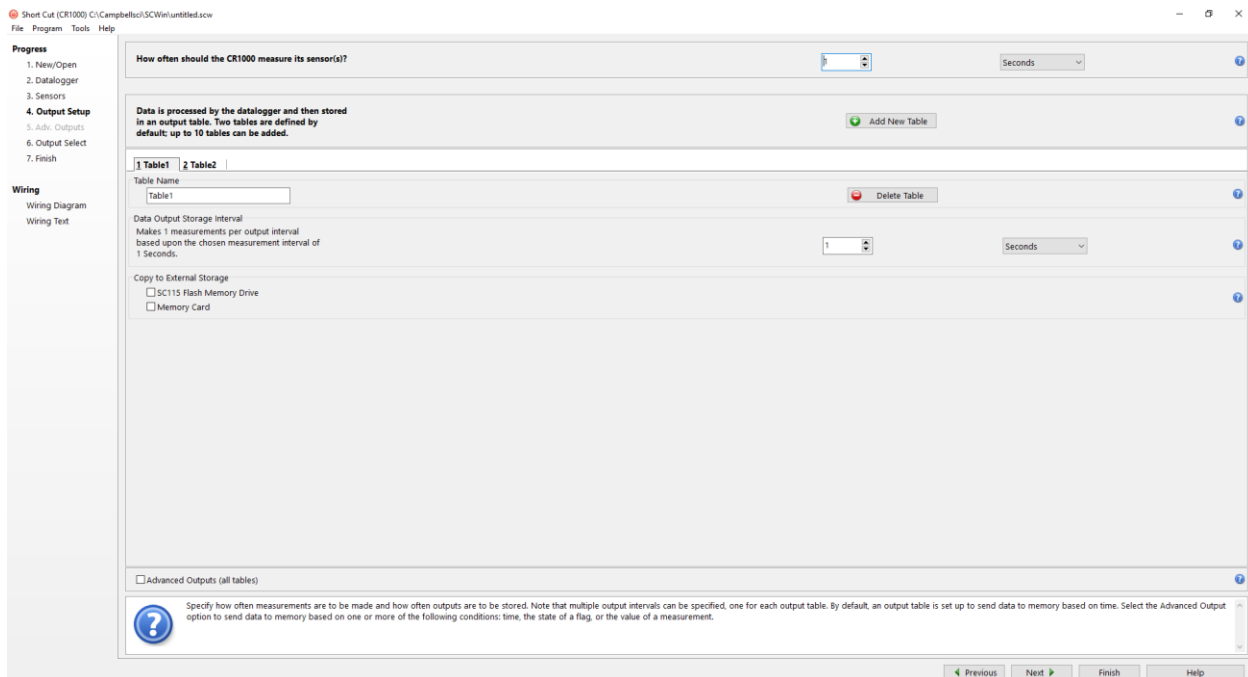 Short Cut (CR1000) C:\Campbellsci\SCWin\untitled.scw
File Program Tools Help
Progress
1. New/Open
2. Datalogger
3. Sensors
4. Output Setup
5. Adv. Outputs
6. Output Select
7. Finish
Wiring
Wiring Diagram
Wiring Text
How often should the CR1000 measure its sensor(s)?
1
Seconds
Data is processed by the datalogger and then stored
in an output table. Two tables are defined by
default; up to 10 tables can be added.
Add New Table
1 Table1 2 Table2
Table Name
Table1
Delete Table
Data Output Storage Interval
Makes 1 measurements per output interval
based upon the chosen measurement interval of
1 Seconds.
1
Seconds
Copy to External Storage
SC115 Flash Memory Drive
Memory Card
Advanced Outputs (all tables)
Specify how often measurements are to be made and how often outputs are to be stored. Note that multiple output intervals can be specified, one for each output table. By default, an output table is set up to send data to memory based on time. Select the Advanced Output
option to send data to memory based on one or more of the following conditions: time, the state of a flag, or the value of a measurement.
Previous Next Finish Help